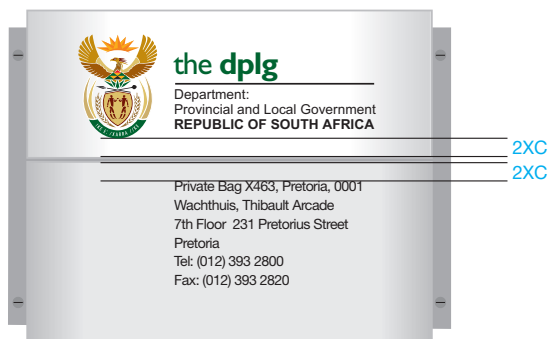 the dplg
Department:
Provincial and Local Government
REPUBLIC OF SOUTH AFRICA
2XC
2XC
Private Bag X463, Pretoria, 0001
Wachthuis, Thibault Arcade
7th Floor 231 Pretorius Street
Pretoria
Tel: (012) 393 2800
Fax: (012) 393 2820